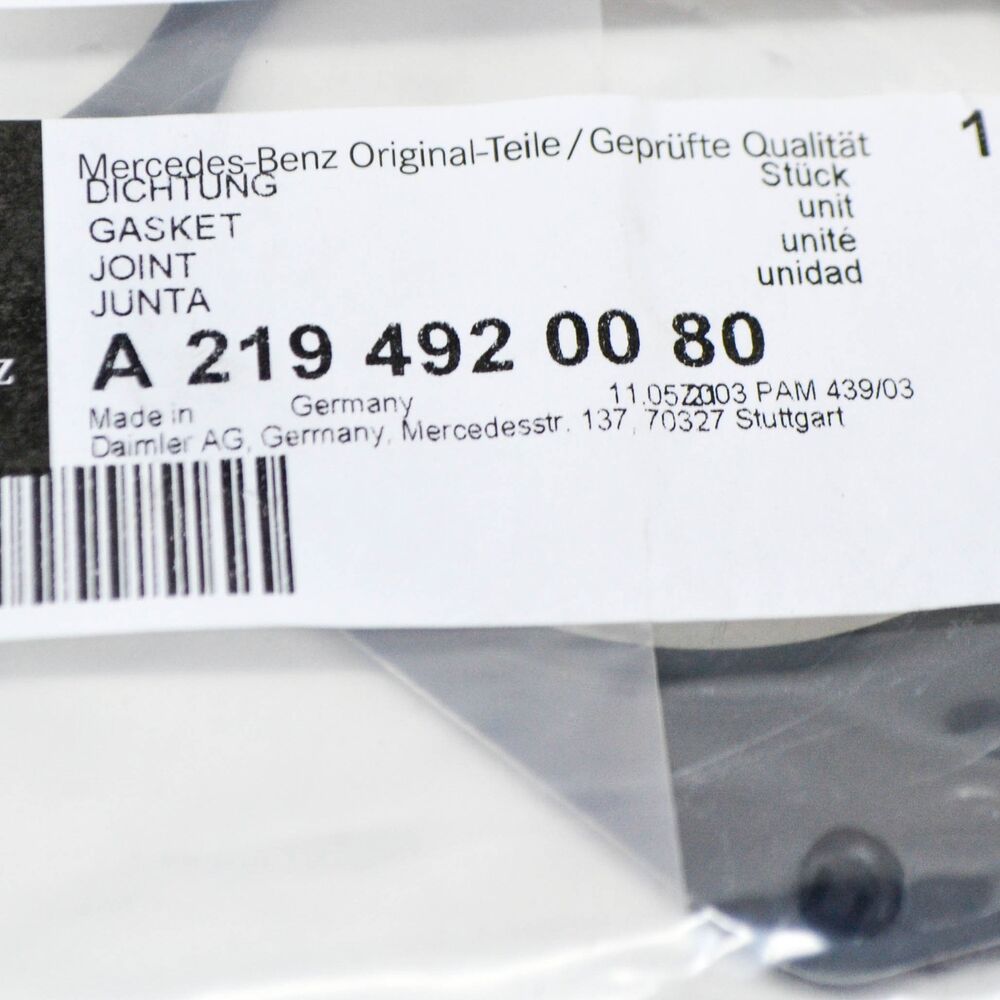 Mercedes-Benz Original-Teile / Geprüfte Qualität
1
DICHTUNG
Stück
GASKET
unit
JOINT
unité
JUNTA
unidad
A 219 492 00 80
z
Made in Germany
PAM 439/03
Daimler AG, Germany, Mercedesstr. 137, 70327 Stuttgart